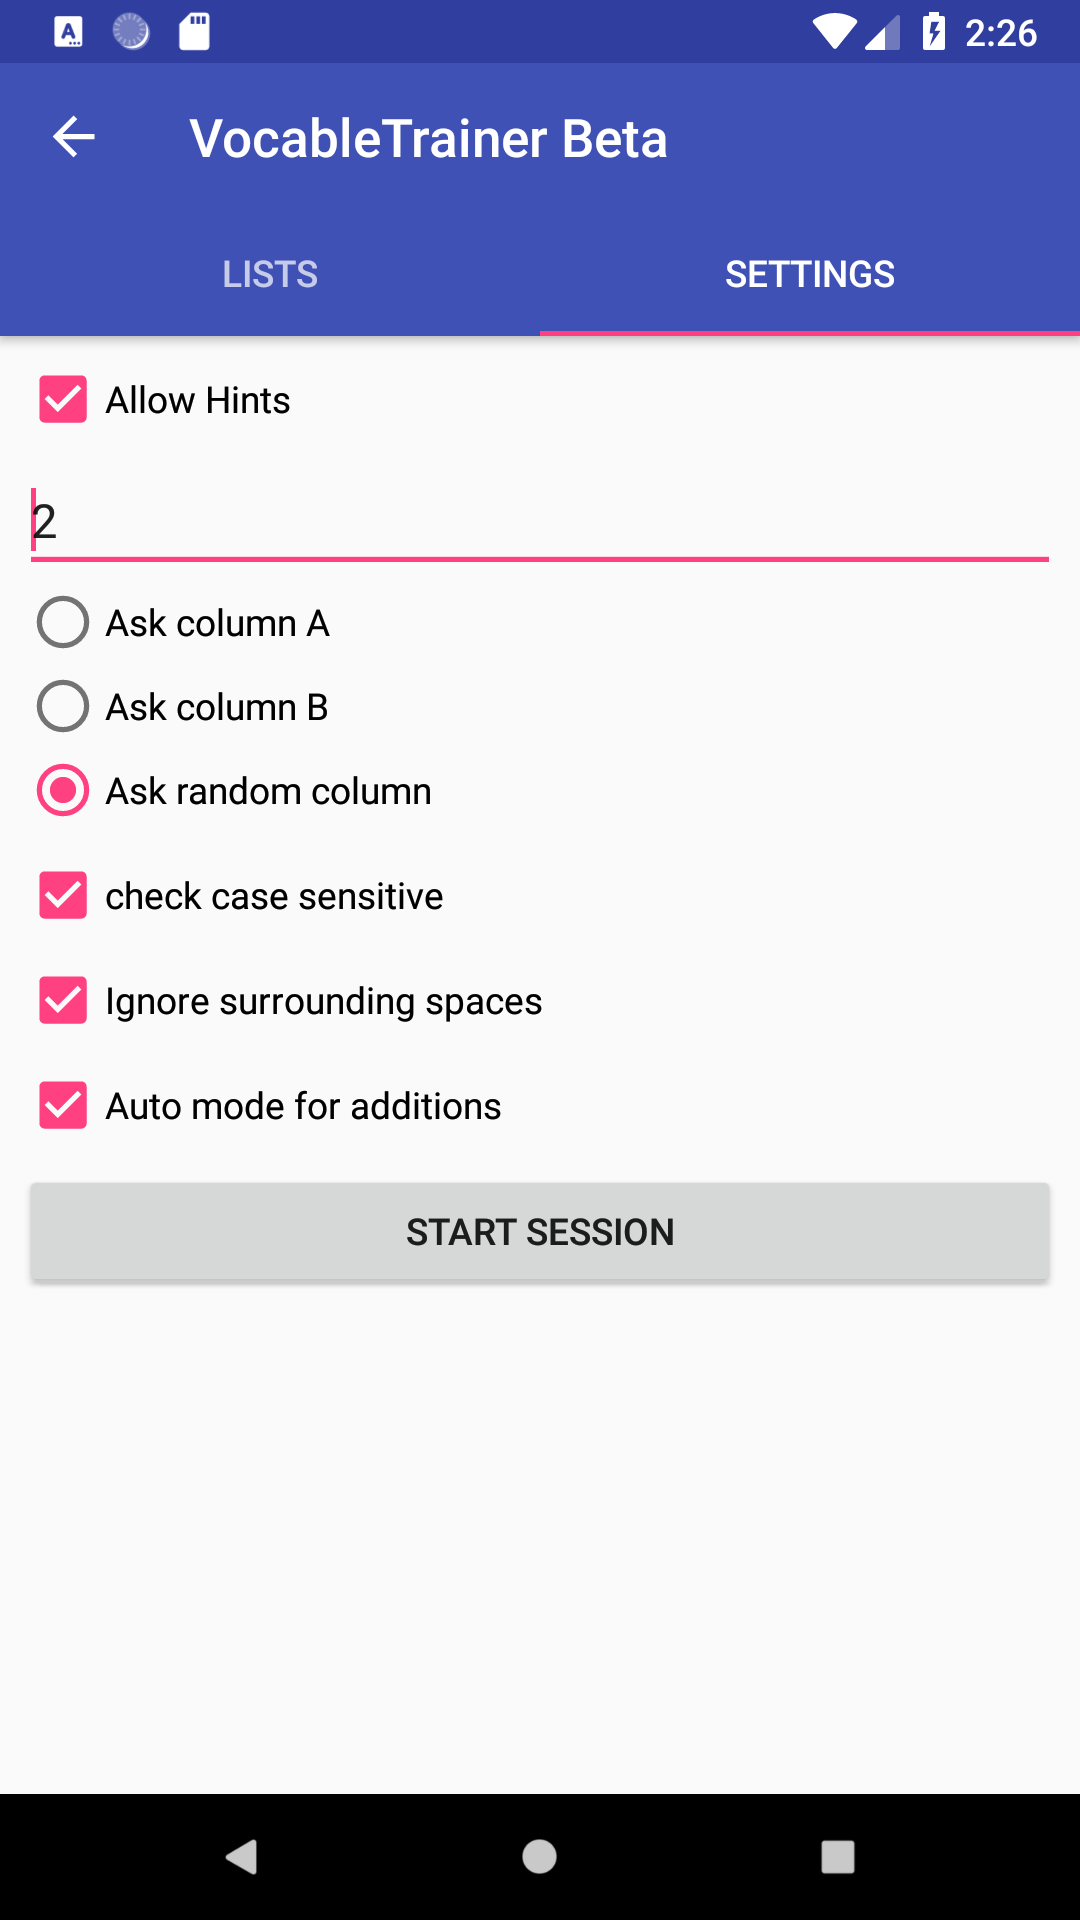 2:26
VocableTrainer Beta
LISTS
SETTINGS
Allow Hints
2
Ask column A
Ask column B
Ask random column
check case sensitive
Ignore surrounding spaces
Auto mode for additions
START SESSION